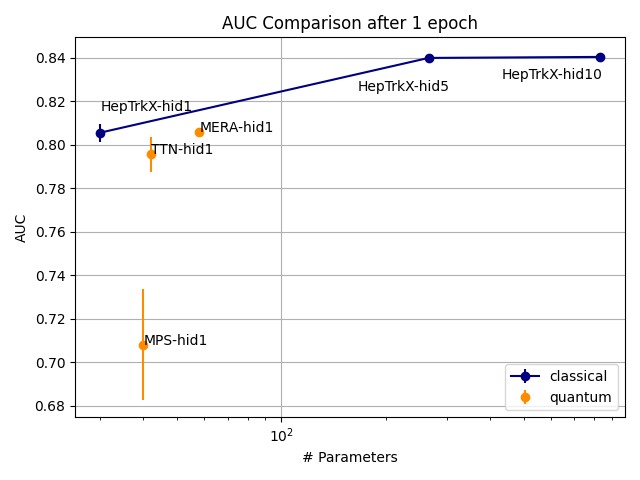 AUC Comparison after 1 epoch
0.84
0.82
0.80
0.78
0.76
0.74
0.72
0.70
0.68
AUC
HepTrkX-hid1
HepTrkX-hid5
HepTrkX-hid10
MERA-hid1
TTN-hid1
MPS-hid1
classical
quantum
10²
# Parameters